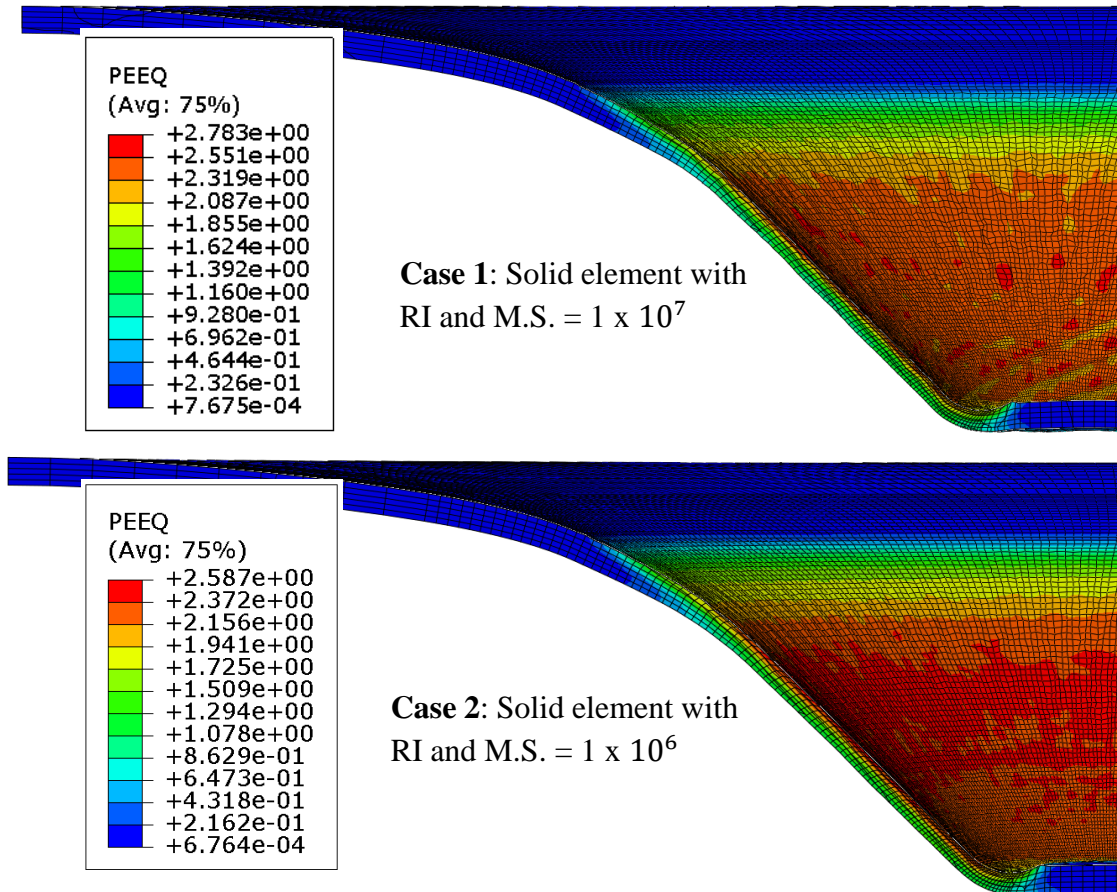 PEEQ
(Avg: 75%)
+2.783e+00
+2.551e+00
+2.319e+00
+2.087e+00
+1.855e+00
+1.624e+00
+1.392e+00
+1.160e+00
+9.280e-01
+6.962e-01
+4.644e-01
+2.326e-01
+7.675e-04
Case 1: Solid element with
RI and M.S. = 1 x 10⁷
PEEQ
(Avg: 75%)
+2.587e+00
+2.372e+00
+2.156e+00
+1.941e+00
+1.725e+00
+1.509e+00
+1.294e+00
+1.078e+00
+8.629e-01
+6.473e-01
+4.318e-01
+2.162e-01
+6.764e-04
Case 2: Solid element with
RI and M.S. = 1 x 10⁶